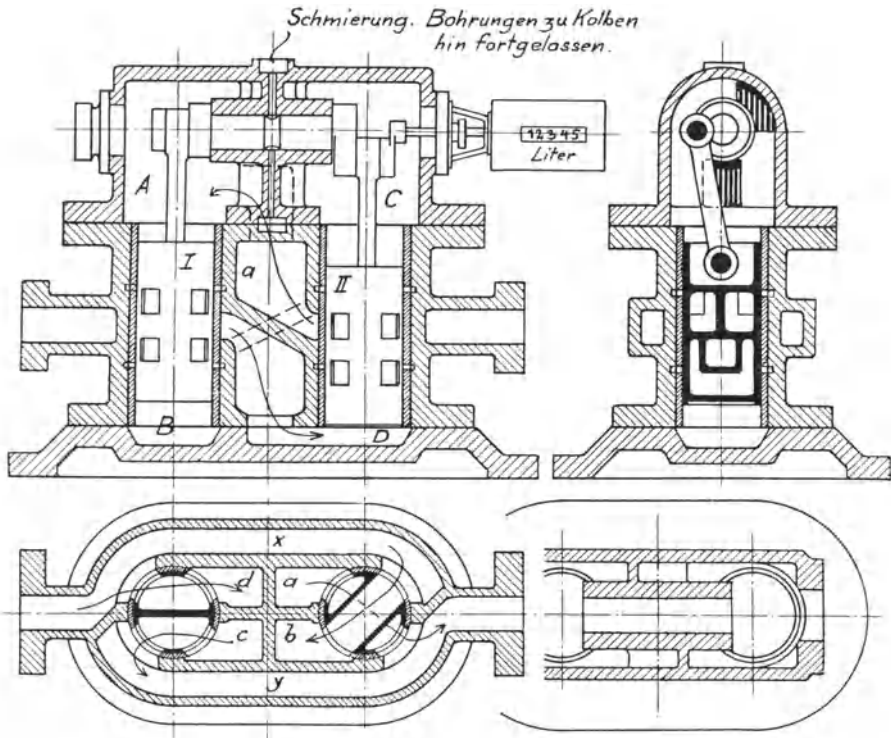 Schmierung. Bohrungen zu Kolben
hin fortgelassen.
12345
Liter
A
C
I
a
II
B
D
x
d
a
c
b
y